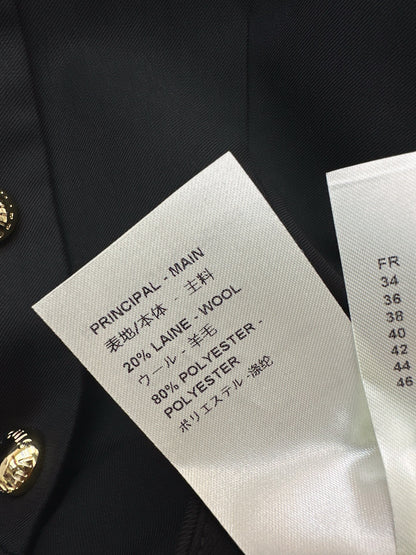 PRINCIPAL - MAIN
表地/本体 - 主料
20% LAINE - WOOL
ウール - 羊毛
80% POLYESTER -
POLYESTER
ポリエステル -涤纶
FR
34
36
38
40
42
44
46